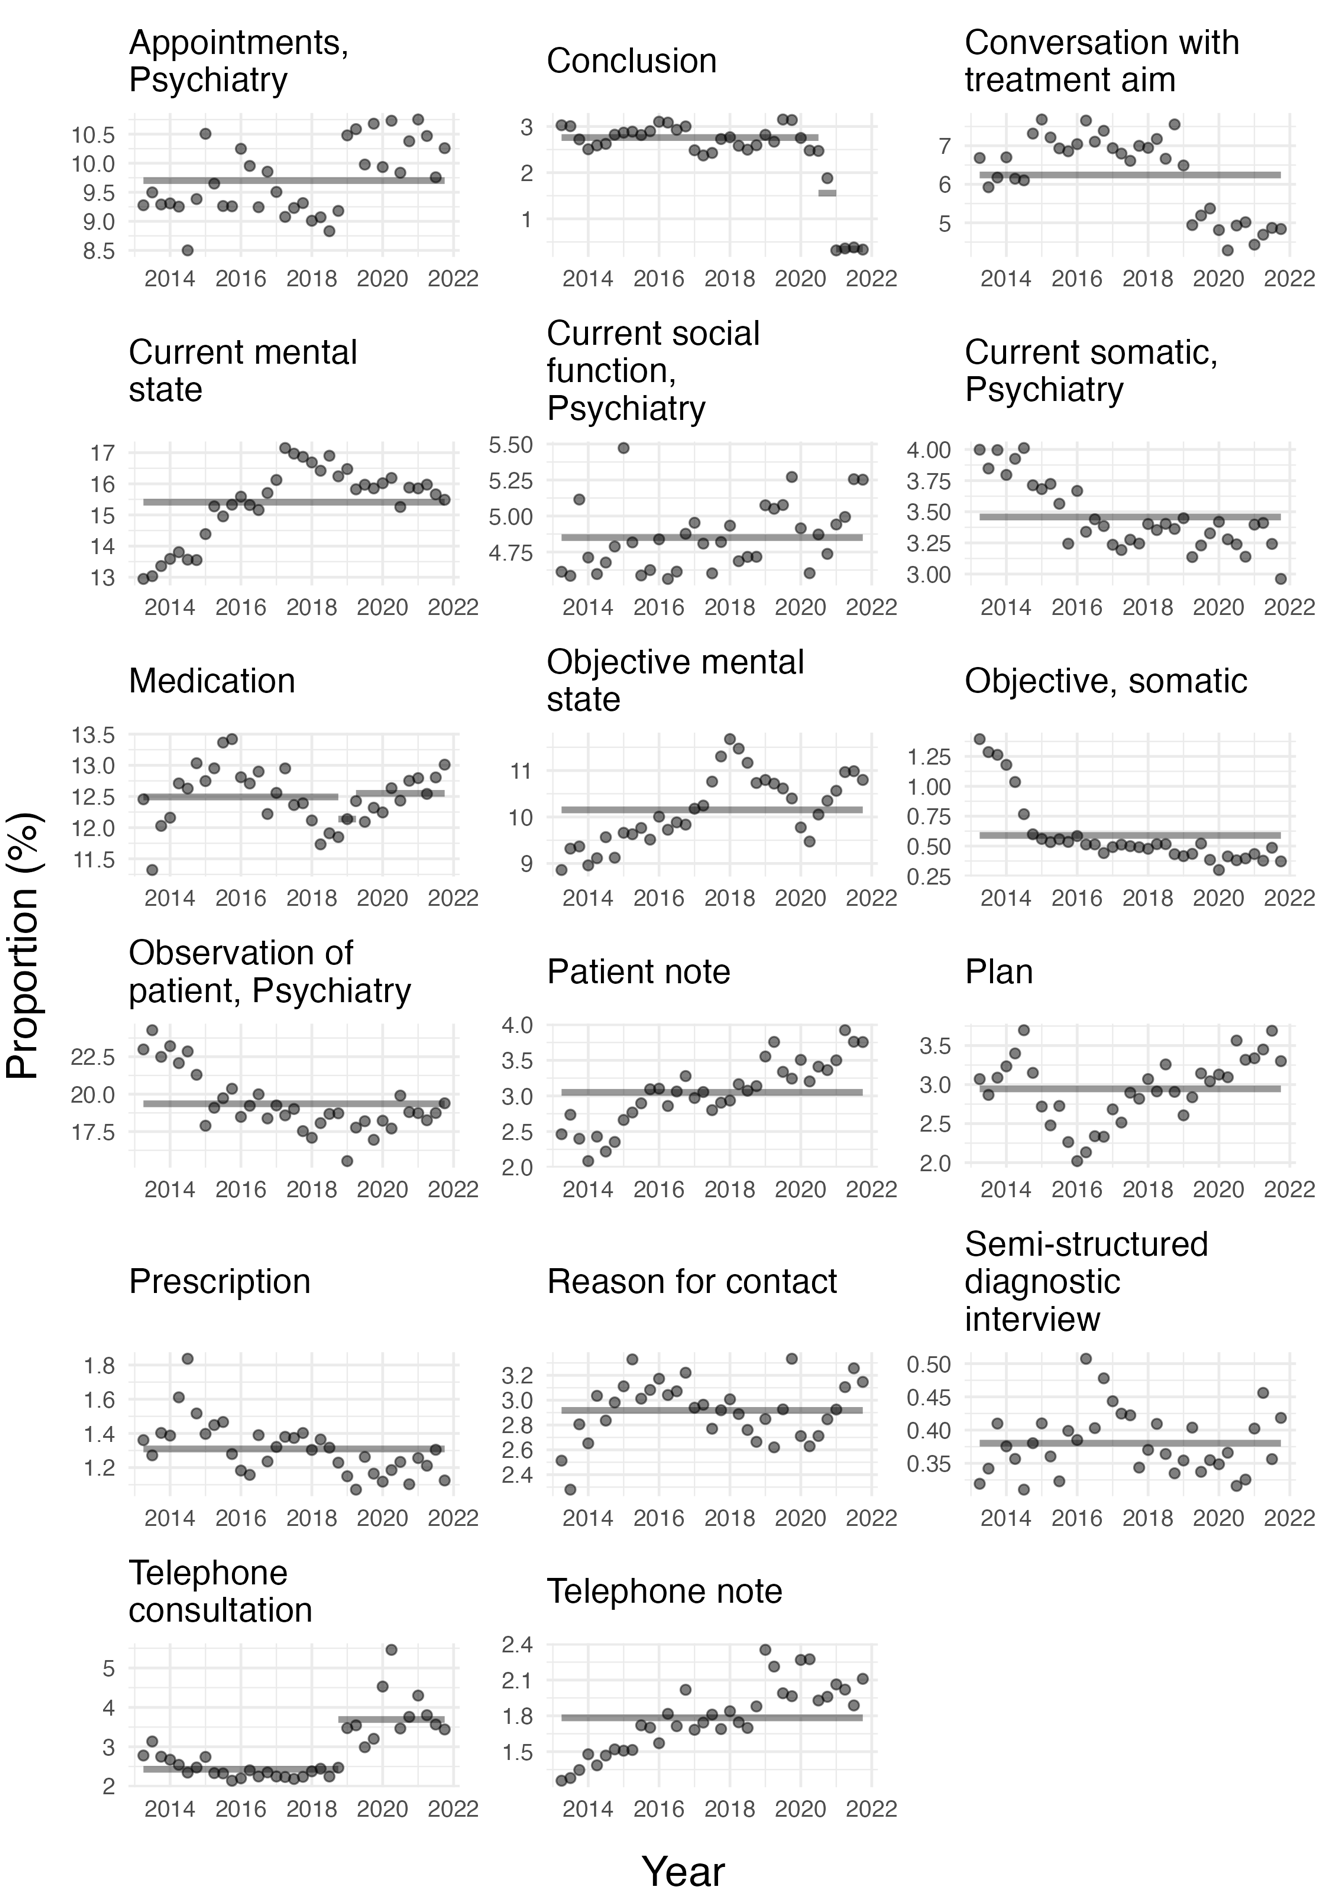 Appointments,
Psychiatry
10.5
10.0
9.5
9.0
8.5
2014 2016 2018 2020 2022
Conclusion
3
2
1
2014 2016 2018 2020 2022
Conversation with
treatment aim
7
6
5
2014 2016 2018 2020 2022
Current mental
state
17
16
15
14
13
2014 2016 2018 2020 2022
Current social
function,
Psychiatry
5.50
5.25
5.00
4.75
2014 2016 2018 2020 2022
Current somatic,
Psychiatry
4.00
3.75
3.50
3.25
3.00
2014 2016 2018 2020 2022
Medication
13.5
13.0
12.5
12.0
11.5
2014 2016 2018 2020 2022
Objective mental
state
11
10
9
2014 2016 2018 2020 2022
Objective, somatic
1.25
1.00
0.75
0.50
0.25
2014 2016 2018 2020 2022
Proportion (%)
Observation of
patient, Psychiatry
22.5
20.0
17.5
2014 2016 2018 2020 2022
Patient note
4.0
3.5
3.0
2.5
2.0
2014 2016 2018 2020 2022
Plan
3.5
3.0
2.5
2.0
2014 2016 2018 2020 2022
Prescription
1.8
1.6
1.4
1.2
2014 2016 2018 2020 2022
Reason for contact
3.2
3.0
2.8
2.6
2.4
2014 2016 2018 2020 2022
Semi-structured
diagnostic
interview
0.50
0.45
0.40
0.35
2014 2016 2018 2020 2022
Telephone
consultation
5
4
3
2
2014 2016 2018 2020 2022
Telephone note
2.4
2.1
1.8
1.5
2014 2016 2018 2020 2022
Year